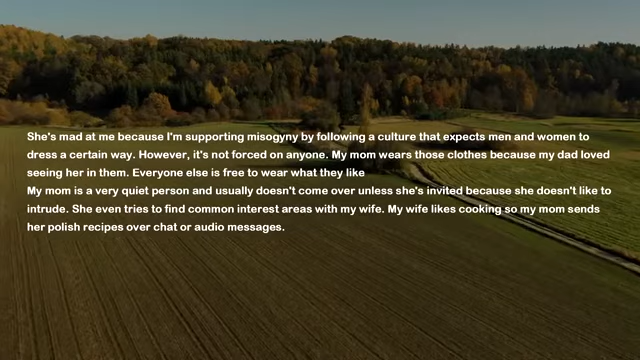 She's mad at me because I'm supporting misogyny by following a culture that expects men and women to
dress a certain way. However, it's not forced on anyone. My mom wears those clothes because my dad loved
seeing her in them. Everyone else is free to wear what they like
My mom is a very quiet person and usually doesn't come over unless she's invited because she doesn't like to
intrude. She even tries to find common interest areas with my wife. My wife likes cooking so my mom sends
her polish recipes over chat or audio messages.